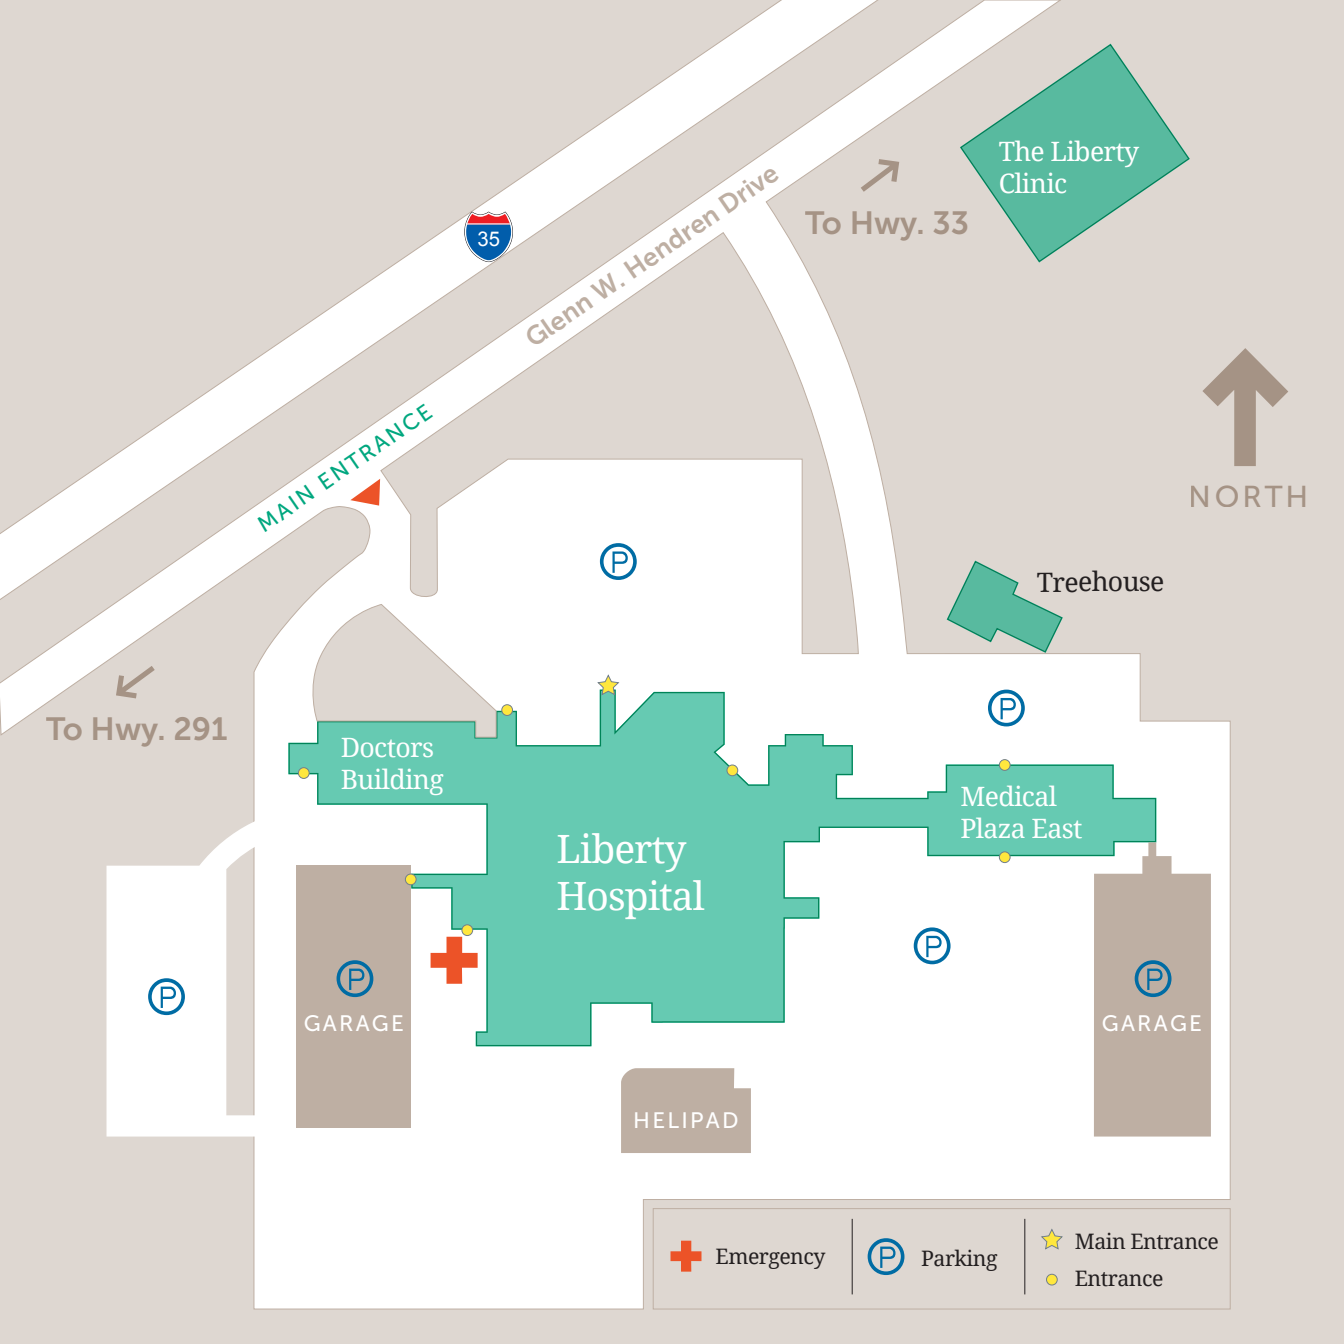 The Liberty
Clinic
35
Glenn W. Hendren Drive
To Hwy. 33
MAIN ENTRANCE
NORTH
P
Treehouse
To Hwy. 291
P
Doctors
Building
Medical
Plaza East
Liberty
Hospital
P
P
P
P
GARAGE
GARAGE
HELIPAD
Emergency
P Parking
Main Entrance
Entrance